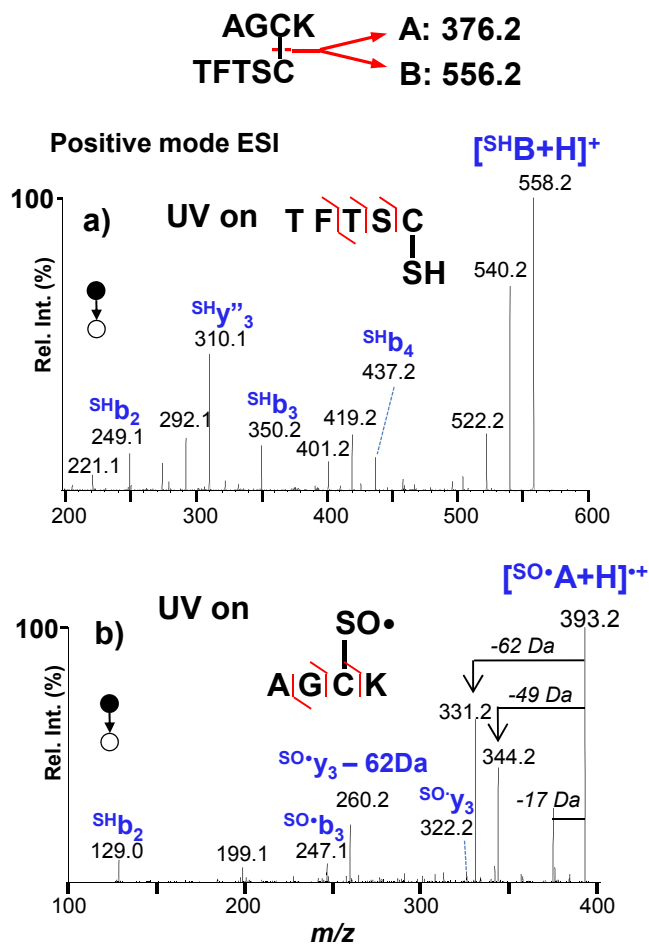 AGCK
TFTSC
A: 376.2
B: 556.2
Positive mode ESI
[SHB+H]+
100
a)
UV on
T F T S C
SH
558.2
540.2
SHy”3
310.1
SHb4
437.2
SHb2
249.1
292.1
SHb3
350.2
419.2
401.2
522.2
221.1
Rel. Int. (%)
200 300 400 500 600
[SO•A+H]•+
393.2
100
b)
UV on
SO•
A G C K
-62 Da
331.2
-49 Da
344.2
-17 Da
SO•y3 – 62Da
260.2
SO·y3
322.2
SHb2
129.0
199.1
SO•b3
247.1
Rel. Int. (%)
100 200 300 400
m/z